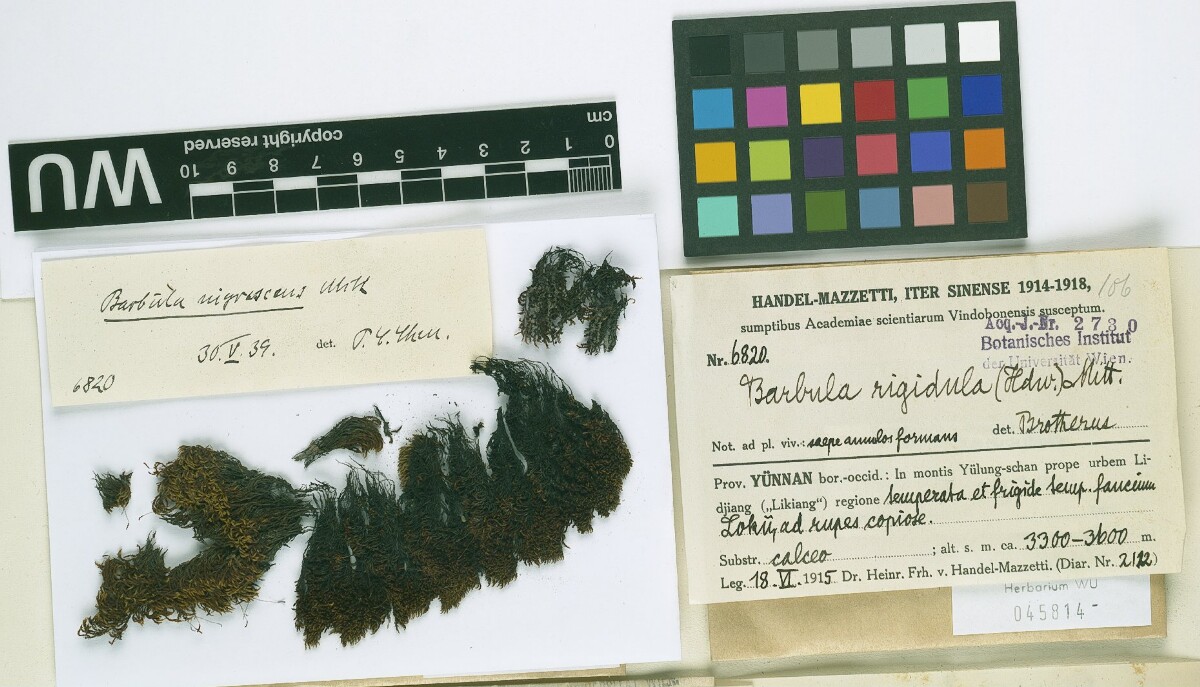 WU
copyright reserved
cm
10 9 8 7 6 5 4 3 2 1 0
Barbula nigrescens Mitt
30.V.39. det. P. C. Chen.
6820
HANDEL-MAZZETTI, ITER SINENSE 1914-1918, 106
sumptibus Academiae scientiarum Vindobonensis susceptum.
Acq.-J.-Nr. 2730
Botanisches Institut
der Universität Wien.
Nr. 6820.
Barbula rigidula (Hdw.) Mitt.
Not. ad pl. viv.: saepe annulos formans det. Brotherus
Prov. YÜNNAN bor.-occid.: In montis Yülung-schan prope urbem Li-
djiang („Likiang“) regione temperata et frigide temp. faucium
Lokü, ad rupes copiose.
Substr. calceo ; alt. s. m. ca. 3300–3600 m.
Leg. 18.VI.1915 Dr. Heinr. Frh. v. Handel-Mazzetti. (Diar. Nr. 2122)
Herbarium WU
045814-